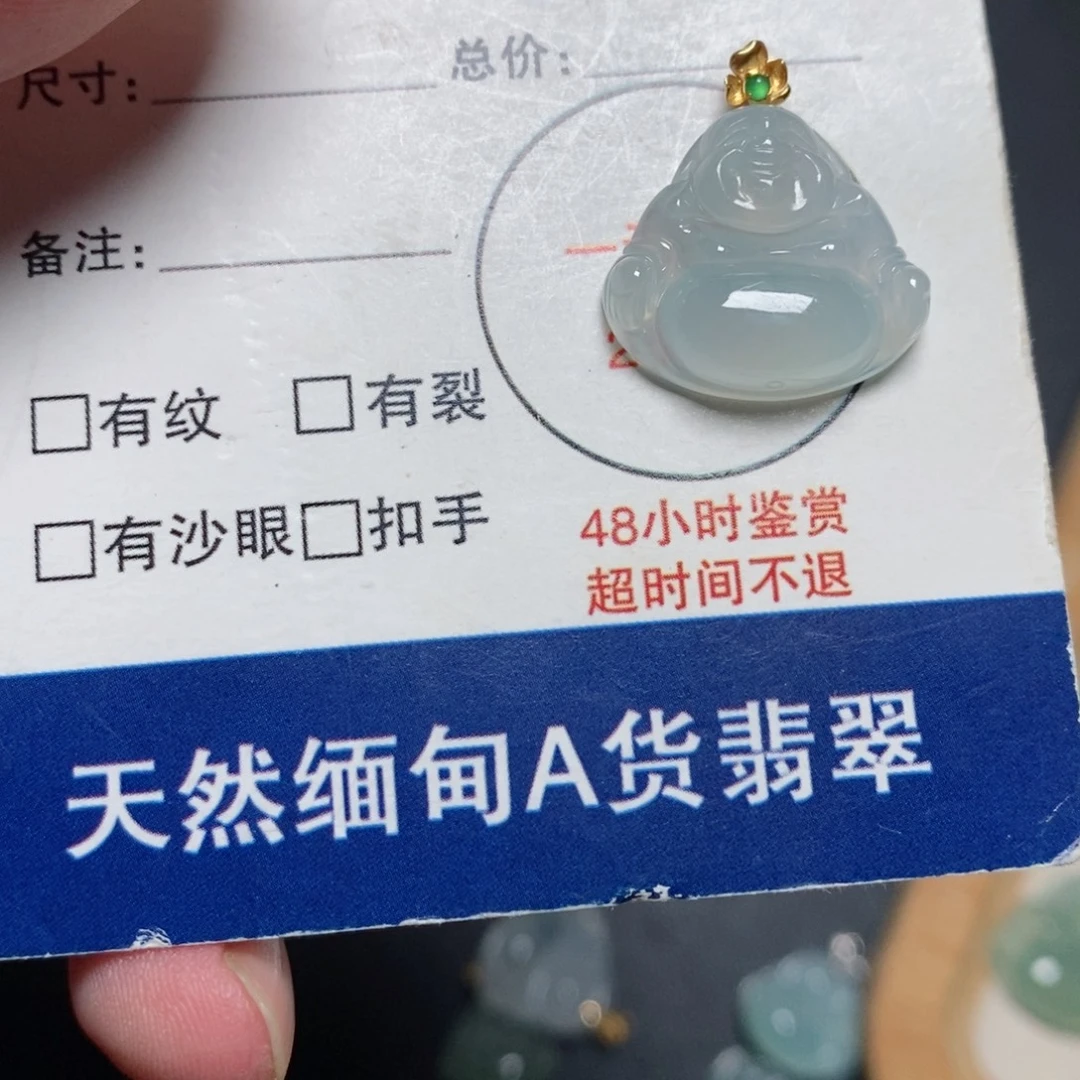 尺寸:
总价:
备注:
□有纹 □有裂
□有沙眼 □扣手
48小时鉴赏
超时间不退
天然缅甸A货翡翠